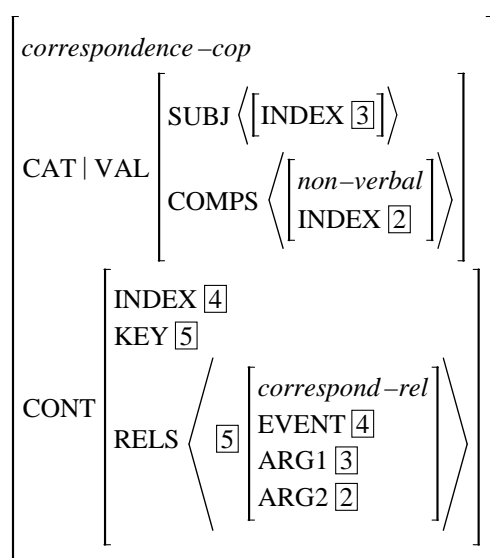 correspondence–cop
SUBJ ⟨[INDEX 3]⟩
CAT | VAL
COMPS ⟨[non–verbal
INDEX 2]⟩
INDEX 4
KEY 5
CONT
RELS ⟨ 5 [correspond–rel
EVENT 4
ARG1 3
ARG2 2]⟩